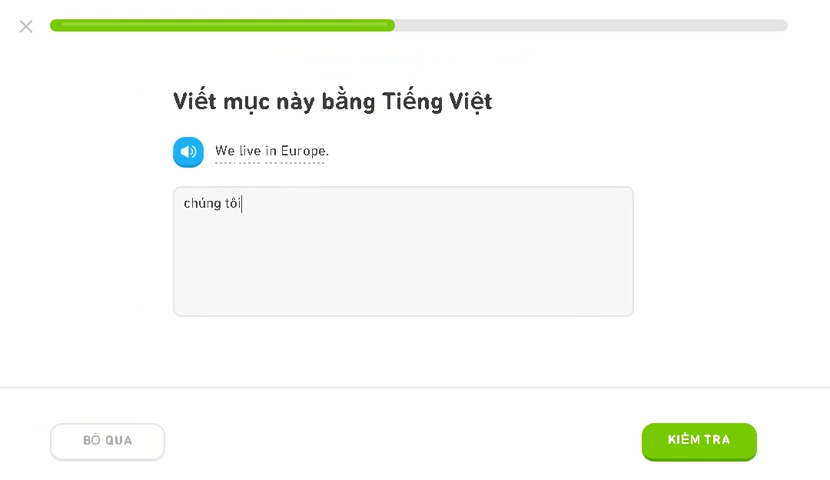 Viết mục này bằng Tiếng Việt
We live in Europe.
chúng tôi
BỎ QUA
KIỂM TRA